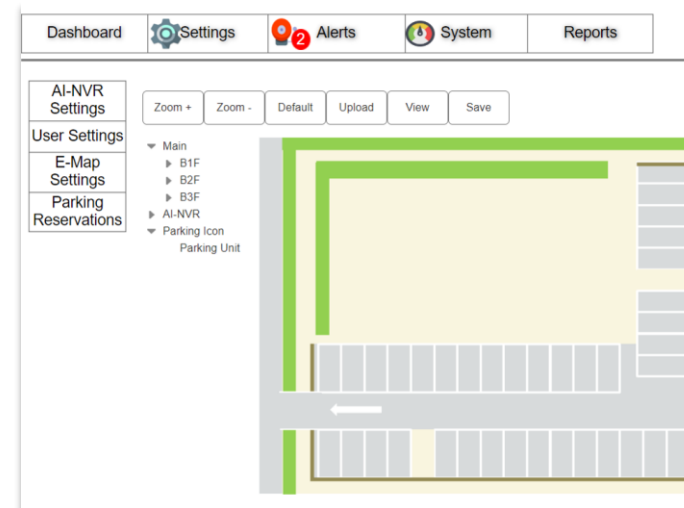 Dashboard
Settings
2
Alerts
System
Reports
AI-NVR
Settings
User Settings
E-Map
Settings
Parking
Reservations
Zoom +
Zoom -
Default
Upload
View
Save
Main
B1F
B2F
B3F
AI-NVR
Parking Icon
Parking Unit